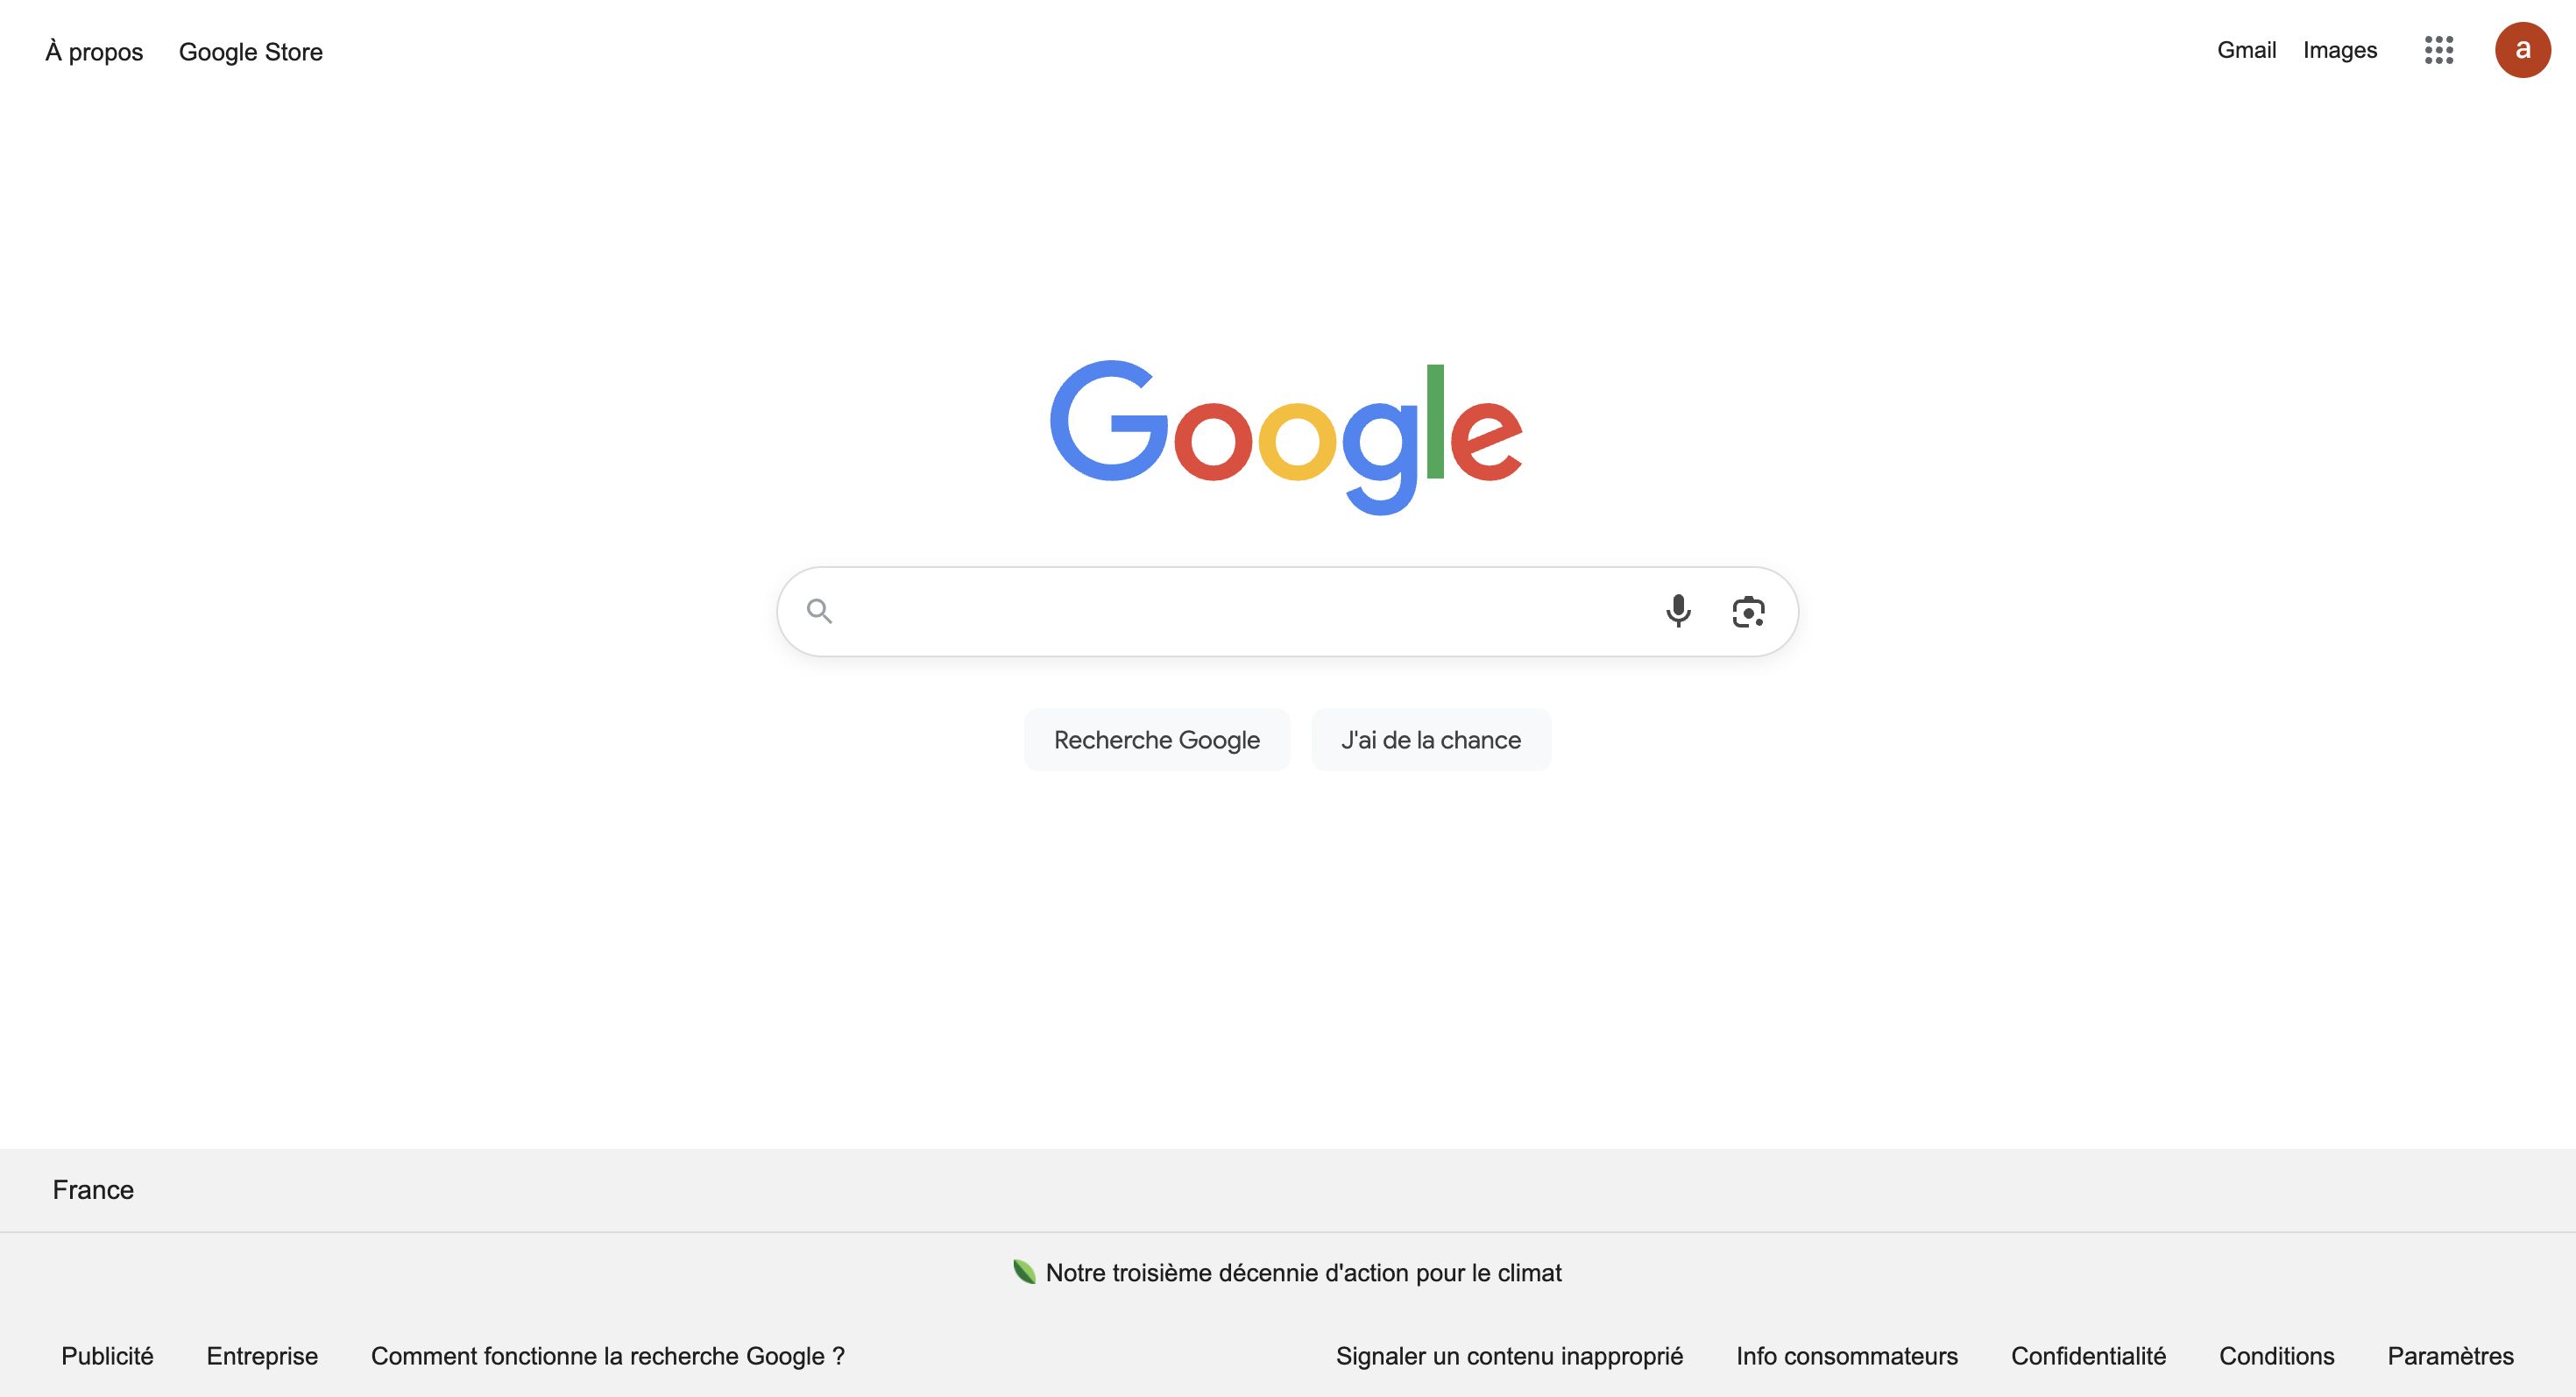 À propos Google Store Gmail Images a
Google
Recherche Google J'ai de la chance
France
Notre troisième décennie d'action pour le climat
Publicité Entreprise Comment fonctionne la recherche Google ? Signaler un contenu inapproprié Info consommateurs Confidentialité Conditions Paramètres